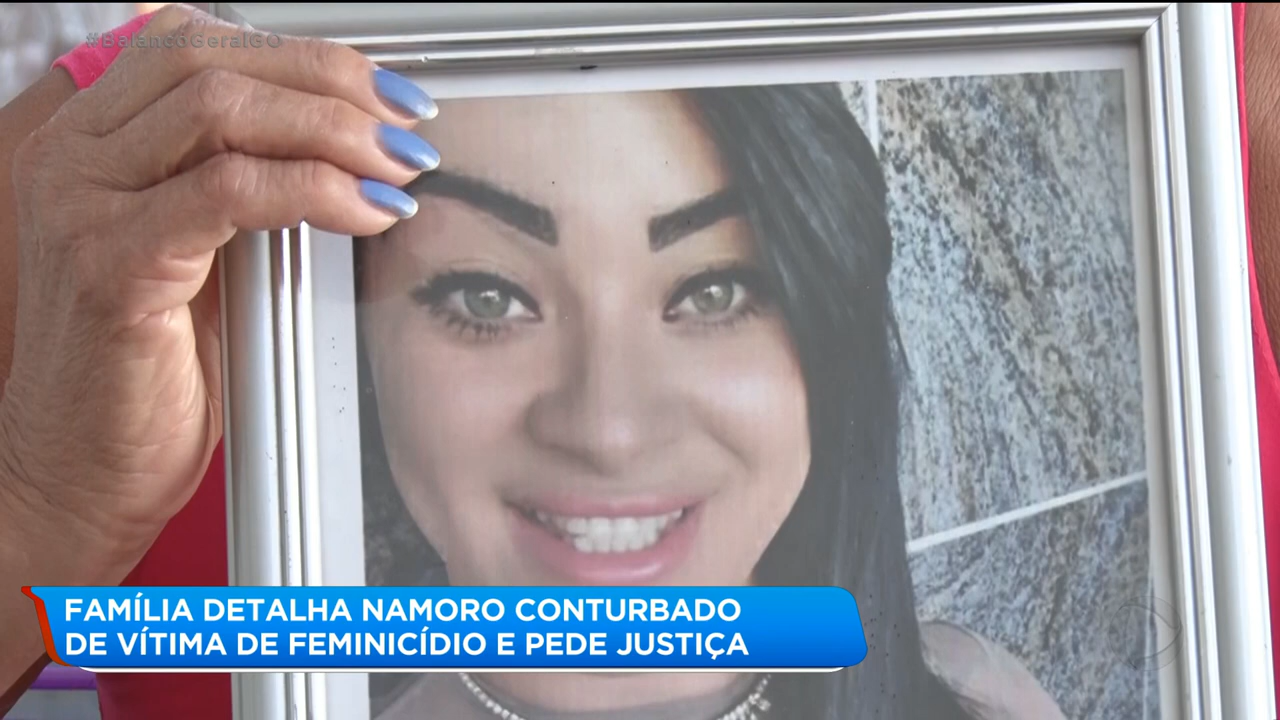 #BalançoGeralGO
FAMÍLIA DETALHA NAMORO CONTURBADO
DE VÍTIMA DE FEMINICÍDIO E PEDE JUSTIÇA